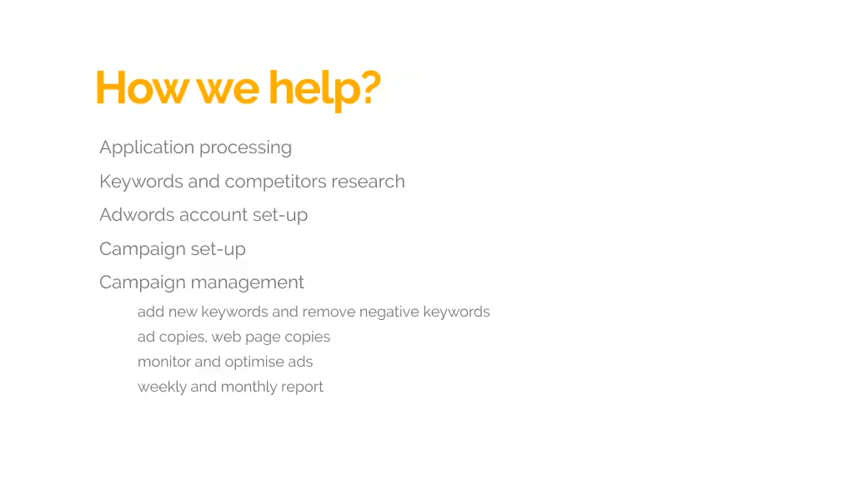 How we help?
Application processing
Keywords and competitors research
Adwords account set-up
Campaign set-up
Campaign management
add new keywords and remove negative keywords
ad copies, web page copies
monitor and optimise ads
weekly and monthly report